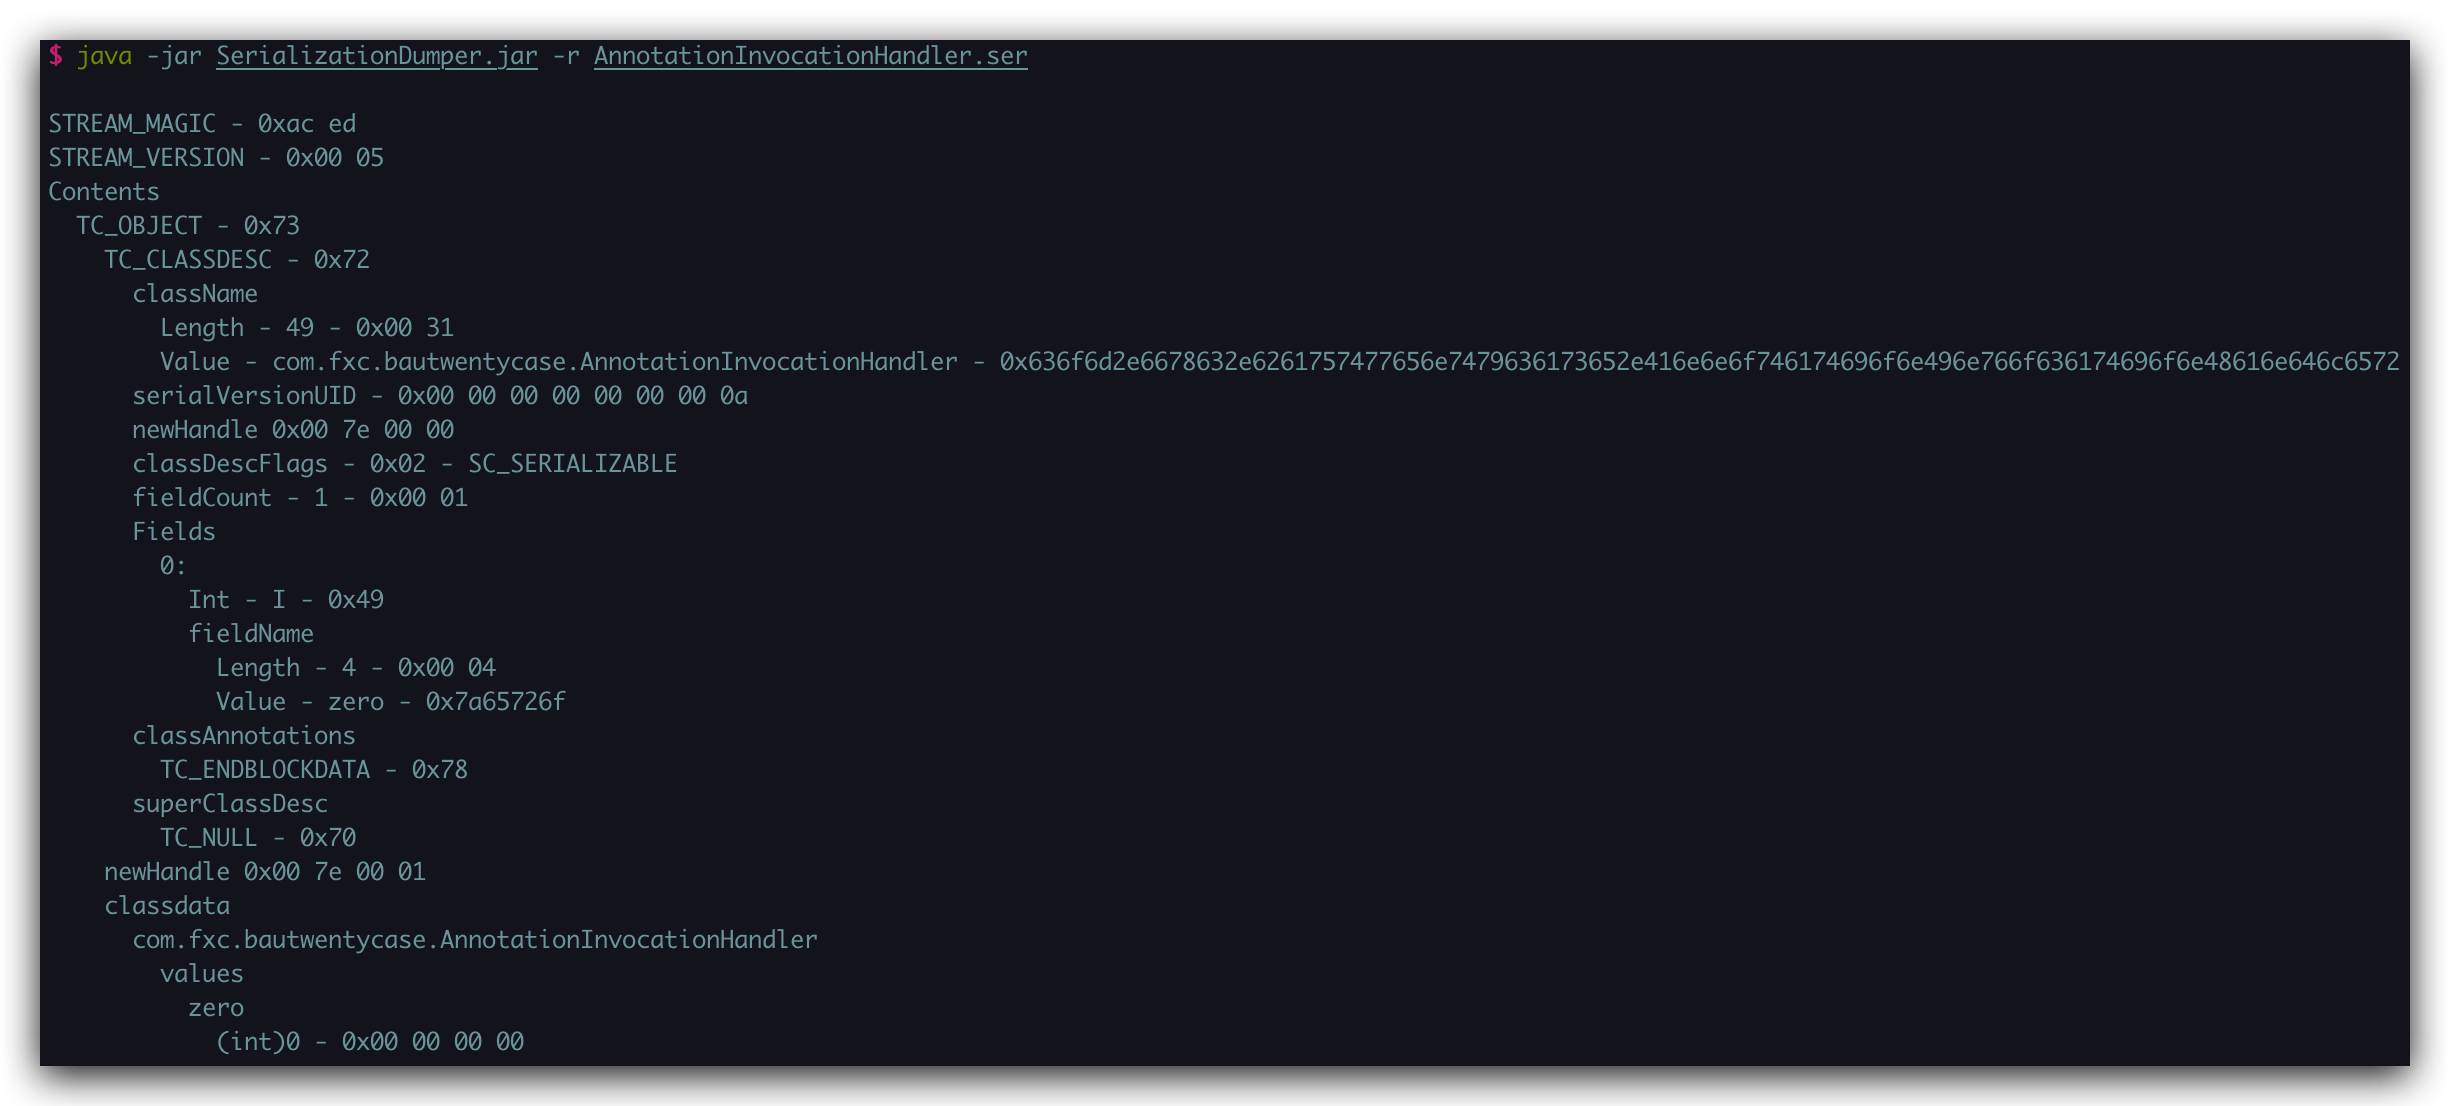 $ java -jar SerializationDumper.jar -r AnnotationInvocationHandler.ser
STREAM_MAGIC - 0xac ed
STREAM_VERSION - 0x00 05
Contents
TC_OBJECT - 0x73
TC_CLASSDESC - 0x72
className
Length - 49 - 0x00 31
Value - com.fxc.bautwentycase.AnnotationInvocationHandler - 0x636f6d2e6678632e6261757477656e7479636173652e416e6e6f746174696f6e496e766f636174696f6e48616e646c6572
serialVersionUID - 0x00 00 00 00 00 00 00 0a
newHandle 0x00 7e 00 00
classDescFlags - 0x02 - SC_SERIALIZABLE
fieldCount - 1 - 0x00 01
Fields
0:
Int - I - 0x49
fieldName
Length - 4 - 0x00 04
Value - zero - 0x7a65726f
classAnnotations
TC_ENDBLOCKDATA - 0x78
superClassDesc
TC_NULL - 0x70
newHandle 0x00 7e 00 01
classdata
com.fxc.bautwentycase.AnnotationInvocationHandler
values
zero
(int)0 - 0x00 00 00 00